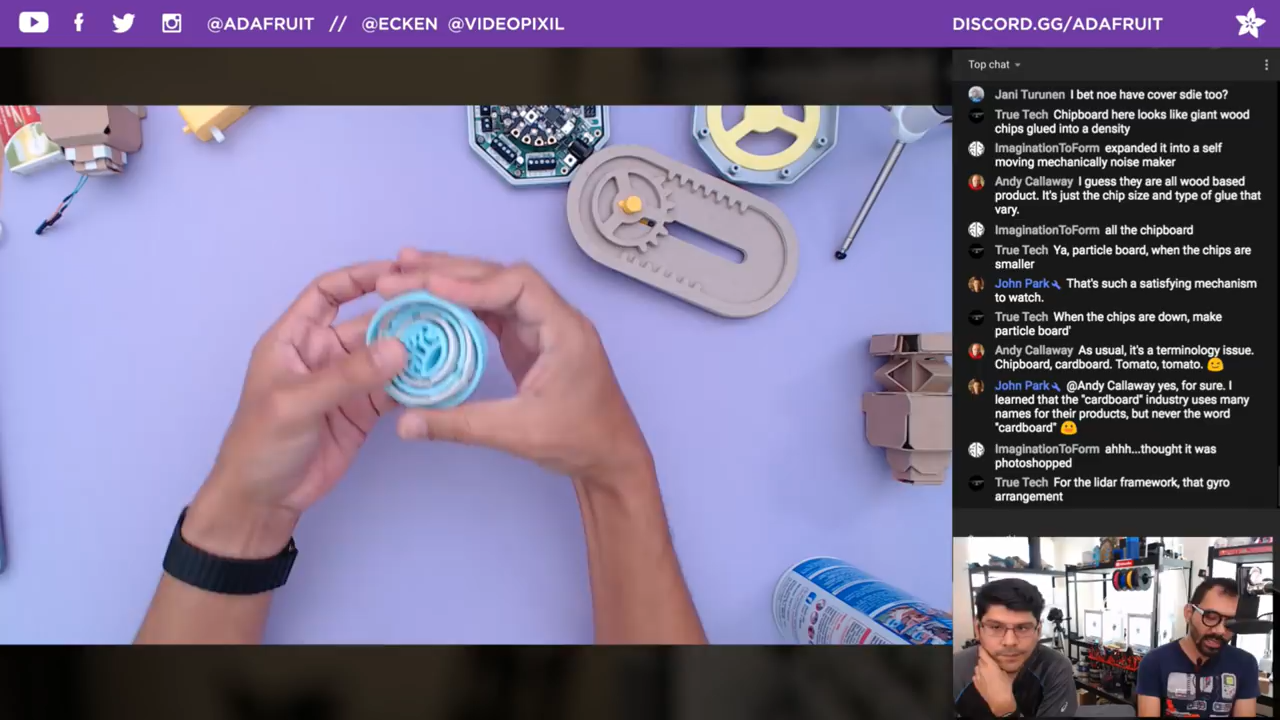 @ADAFRUIT // @ECKEN @VIDEOPIXIL
DISCORD.GG/ADAFRUIT
Top chat
Jani Turunen I bet noe have cover sdie too?
True Tech Chipboard here looks like giant wood
chips glued into a density
ImaginationToForm expanded it into a self
moving mechanically noise maker
Andy Callaway I guess they are all wood based
product. It's just the chip size and type of glue that
vary.
ImaginationToForm all the chipboard
True Tech Ya, particle board, when the chips are
smaller
John Park That's such a satisfying mechanism
to watch.
True Tech When the chips are down, make
particle board'
Andy Callaway As usual, it's a terminology issue.
Chipboard, cardboard. Tomato, tomato.
John Park @Andy Callaway yes, for sure. I
learned that the "cardboard" industry uses many
names for their products, but never the word
"cardboard"
ImaginationToForm ahhh...thought it was
photoshopped
True Tech For the lidar framework, that gyro
arrangement